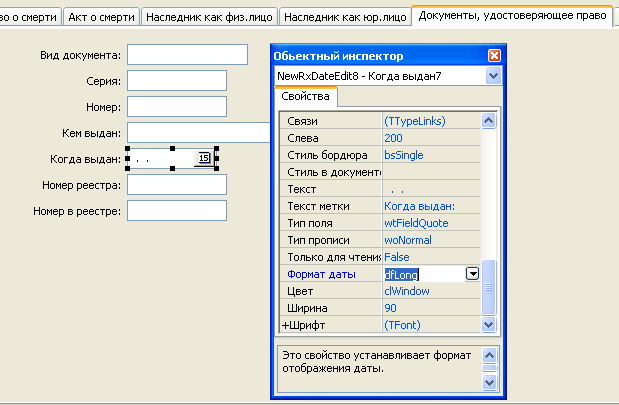 о о смерти Акт о смерти Наследник как физ.лицо Наследник как юр.лицо Документы, удостоверяющее право
Вид документа:
Серия:
Номер:
Кем выдан:
Когда выдан: . . 15
Номер реестра:
Номер в реестре:
Обьектный инспектор
NewRxDateEdit8 - Когда выдан7
Свойства
Связи (TTypeLinks)
Слева 200
Стиль бордюра bsSingle
Стиль в документе
Текст . .
Текст метки Когда выдан:
Тип поля wtFieldQuote
Тип прописи woNormal
Только для чтения False
Формат даты dfLong
Цвет clWindow
Ширина 90
+Шрифт (TFont)
Это свойство устанавливает формат
отображения даты.